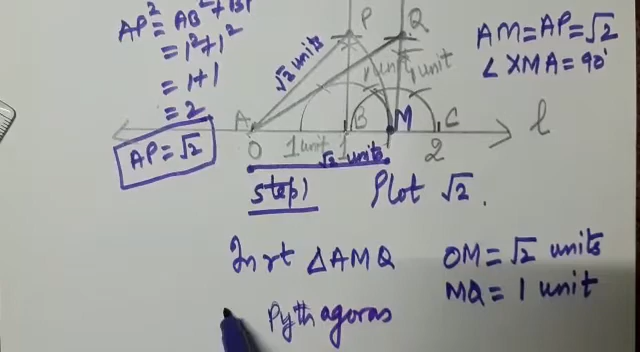 AP² = AB² + BP
= 1² + 1²
= 1 + 1
= 2
AP = √2
P
Q
√2 units
1 unit
1 unit
AM = AP = √2
∠ XMA = 90°
A
B
M
C
l
0
1 unit
1
√2 units
2
Step 1
Plot √2.
In rt △AMQ
OM = √2 units
MQ = 1 unit
Pythagoras